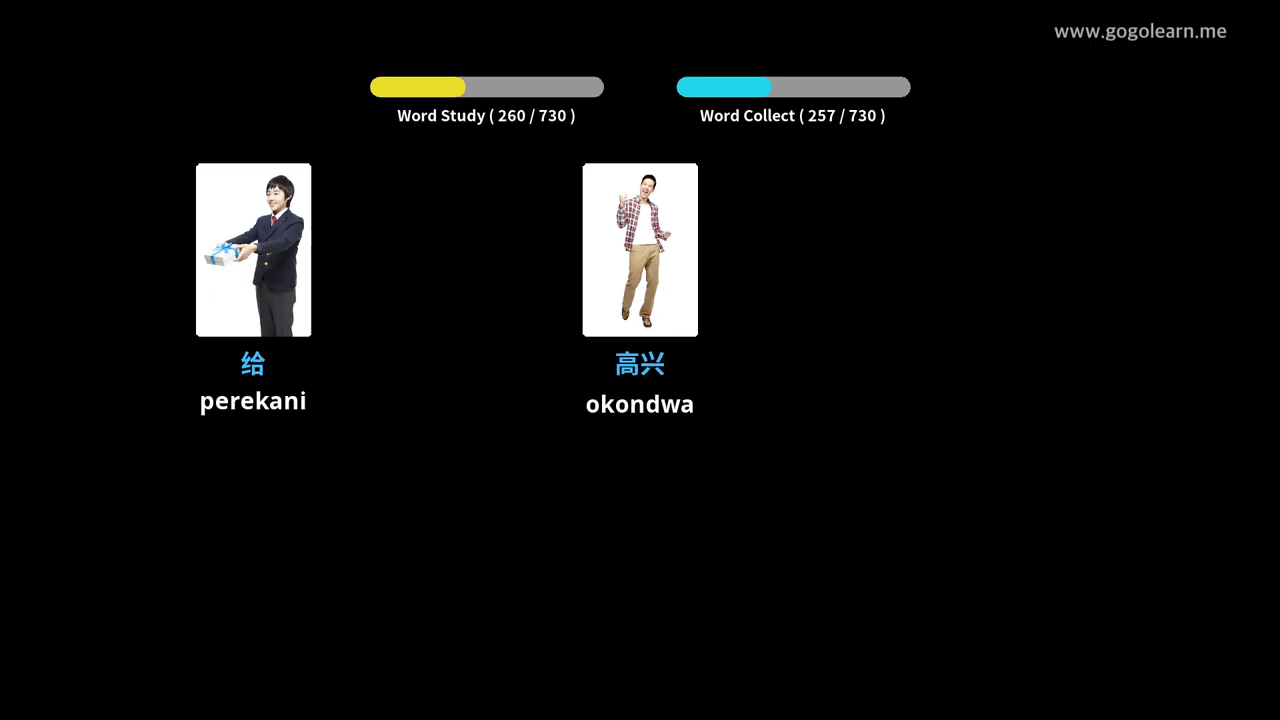 www.gogolearn.me
Word Study ( 260 / 730 )
Word Collect ( 257 / 730 )
给
perekani
高兴
okondwa